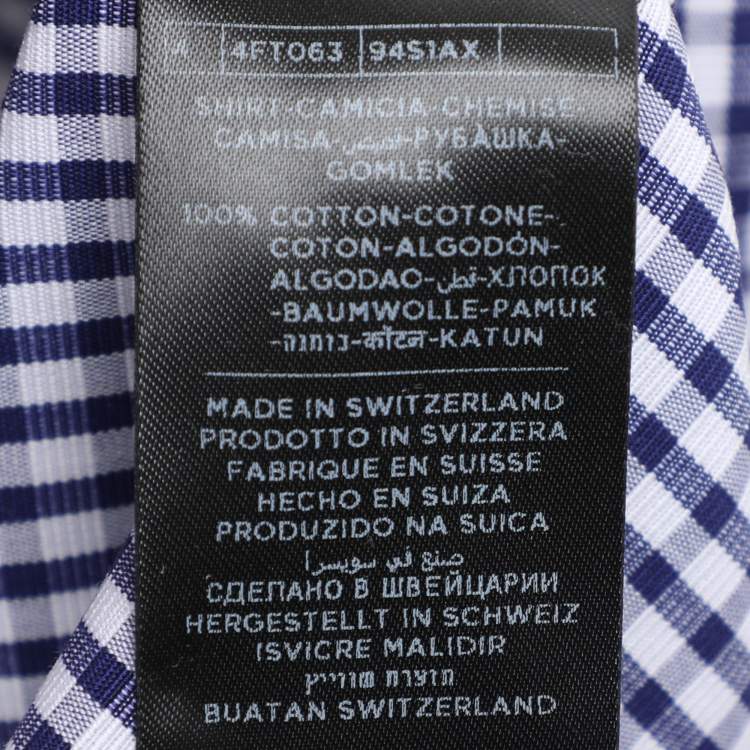 4 4FT063 94S1AX
SHIRT-CAMICIA-CHEMISE-
CAMISA-قميص-РУБАШКА-
GOMLEK
100% COTTON-COTONE-
COTON-ALGODÓN-
ALGODAO-قطن-ХЛОПОК
-BAUMWOLLE-PAMUK
-כותנה-कॉटन-KATUN
MADE IN SWITZERLAND
PRODOTTO IN SVIZZERA
FABRIQUE EN SUISSE
HECHO EN SUIZA
PRODUZIDO NA SUICA
صنع في سويسرا
СДЕЛАНО В ШВЕЙЦАРИИ
HERGESTELLT IN SCHWEIZ
ISVICRE MALIDIR
תוצרת שווייץ
BUATAN SWITZERLAND